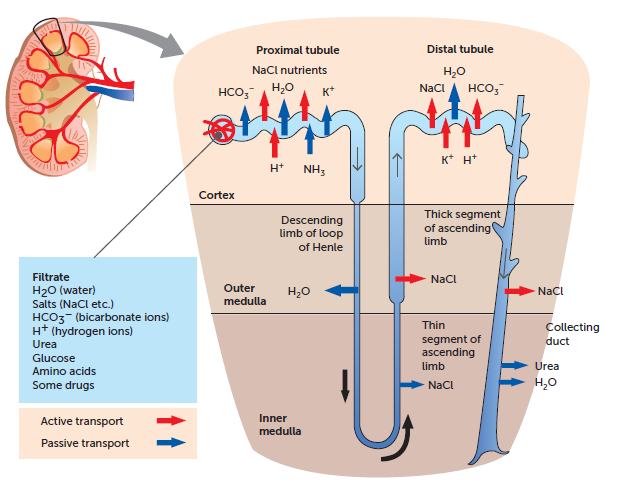 Proximal tubule
NaCl nutrients
HCO3⁻
H2O
K⁺
H⁺
NH3
Distal tubule
H2O
NaCl
HCO3⁻
K⁺
H⁺
Cortex
Descending
limb of loop
of Henle
Thick segment
of ascending
limb
Outer
medulla
H2O
NaCl
NaCl
Thin
segment of
ascending
limb
NaCl
Collecting
duct
Urea
H2O
Inner
medulla
Filtrate
H2O (water)
Salts (NaCl etc.)
HCO3⁻ (bicarbonate ions)
H⁺ (hydrogen ions)
Urea
Glucose
Amino acids
Some drugs
Active transport
Passive transport